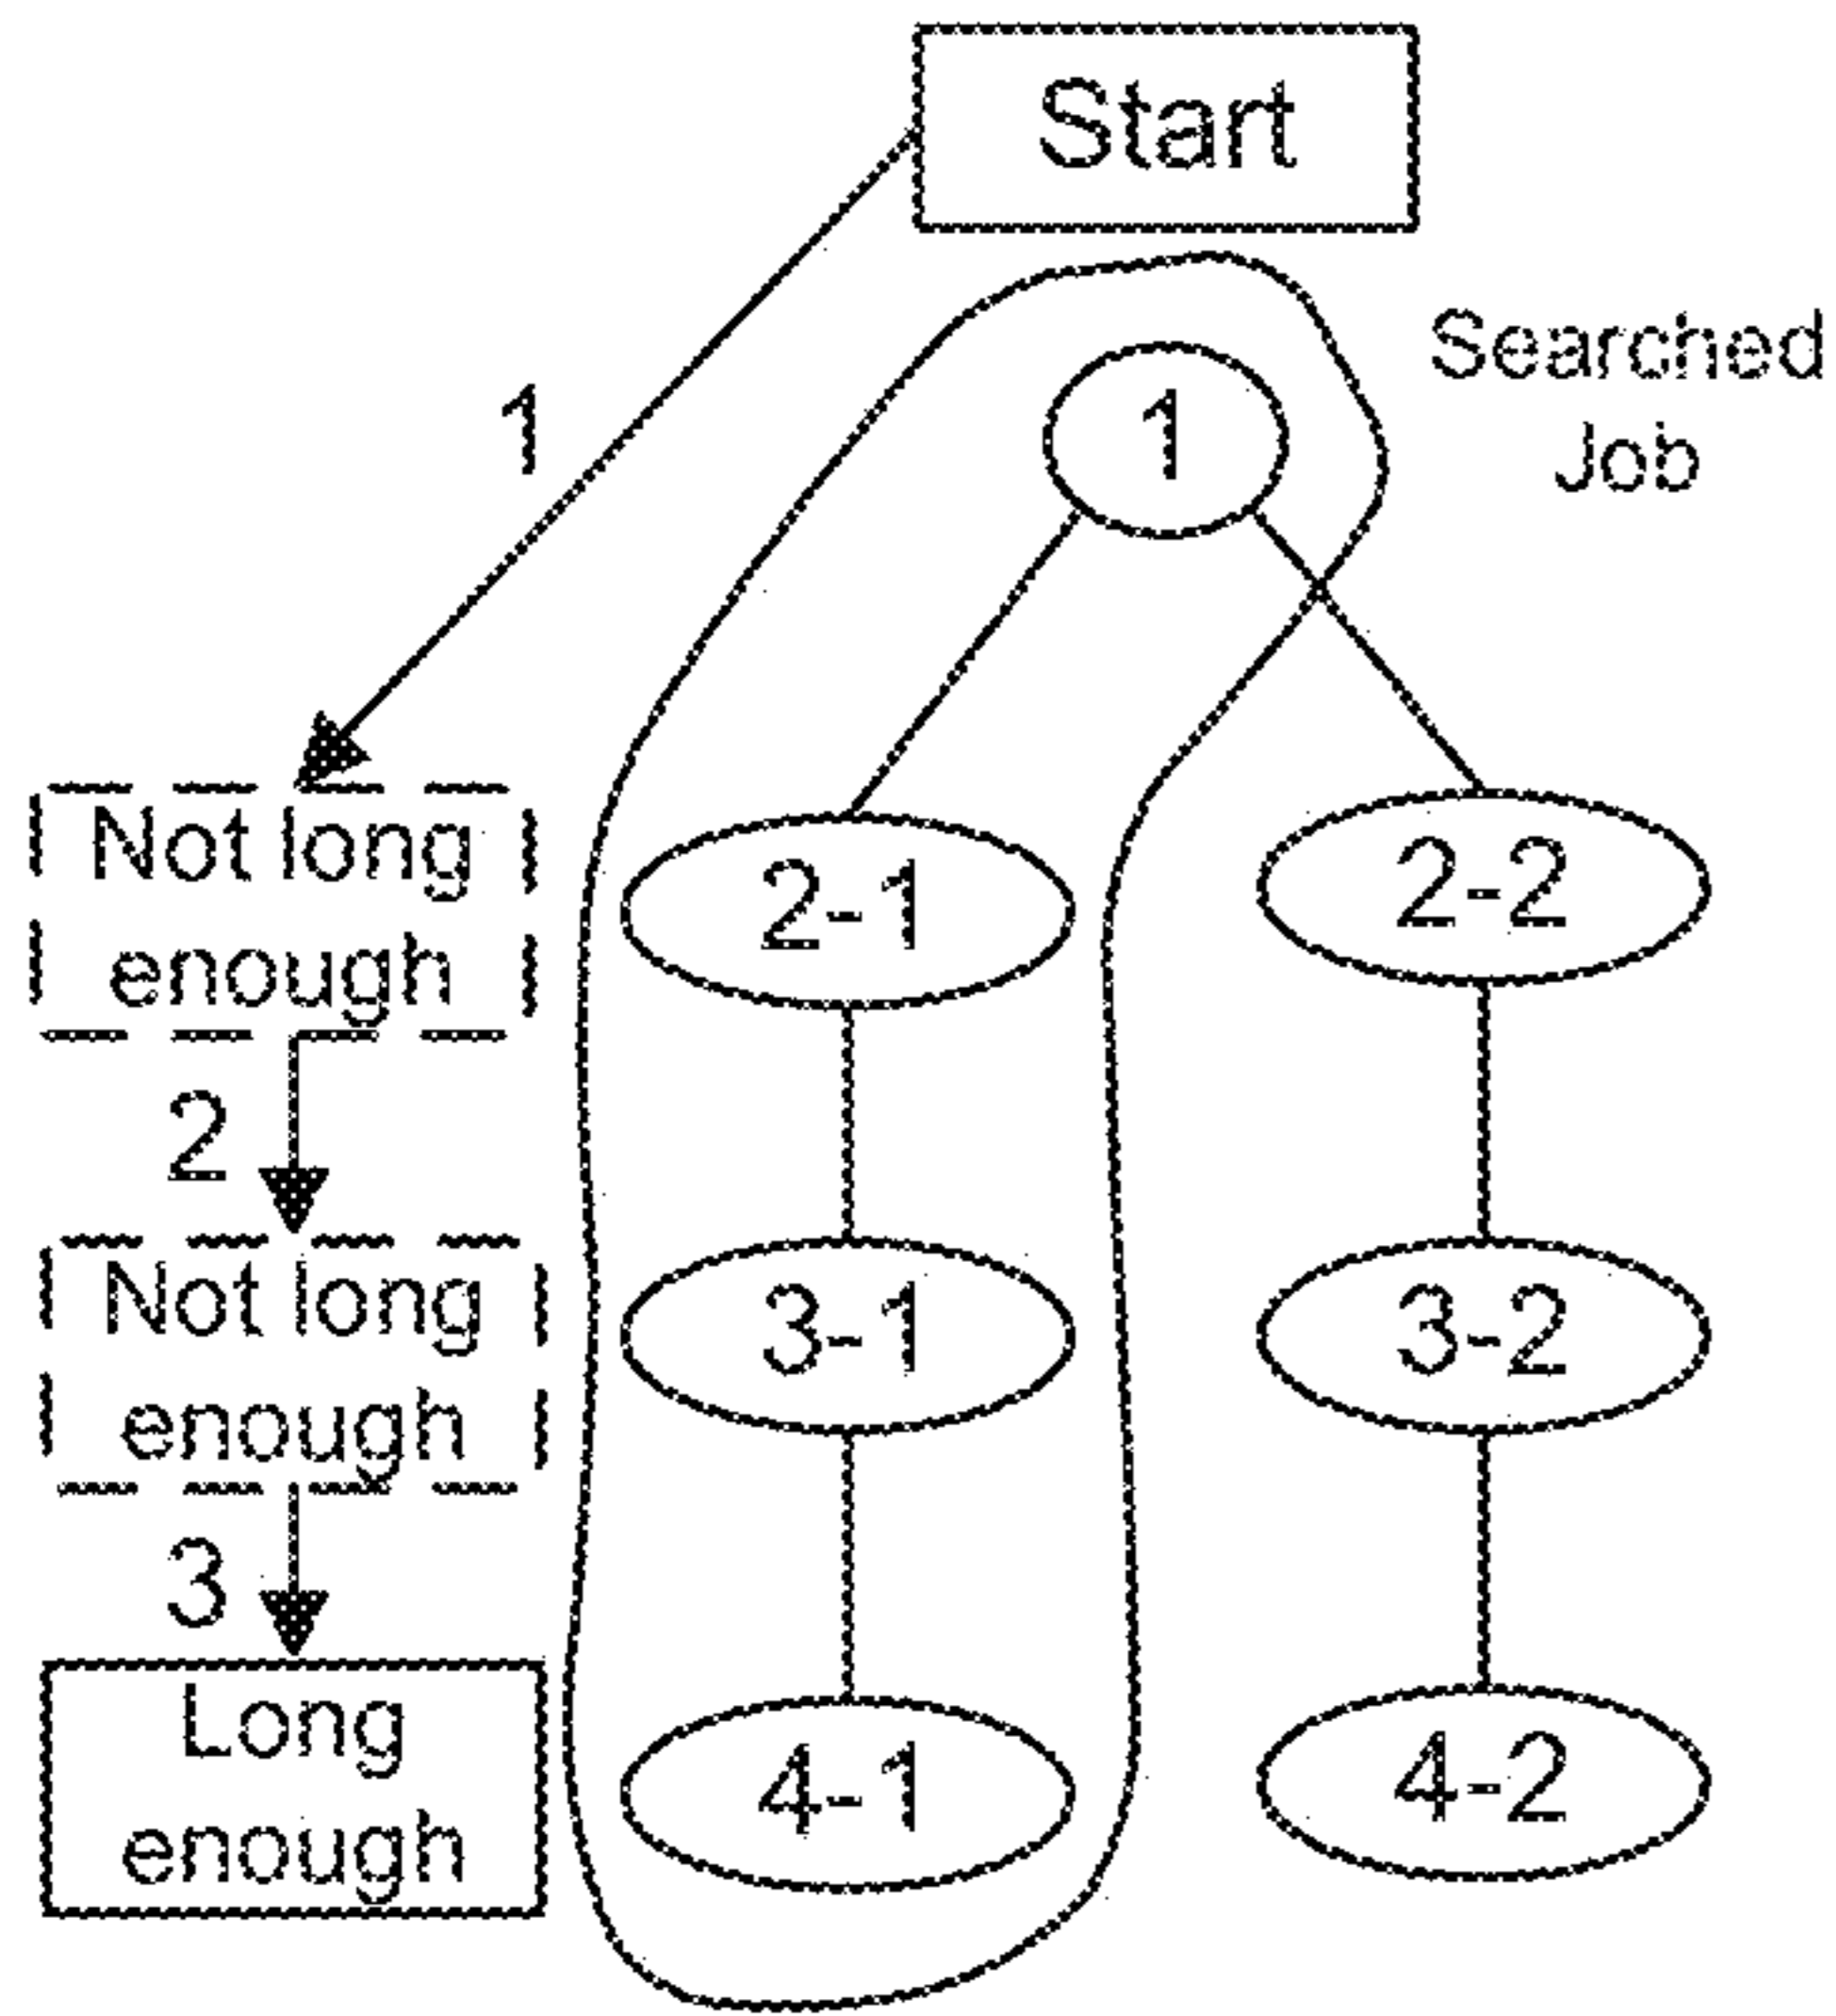 Start
Searched
Job
1
1
Not long
enough
2-1
2-2
2
Not long
enough
3-1
3-2
3
Long
enough
4-1
4-2